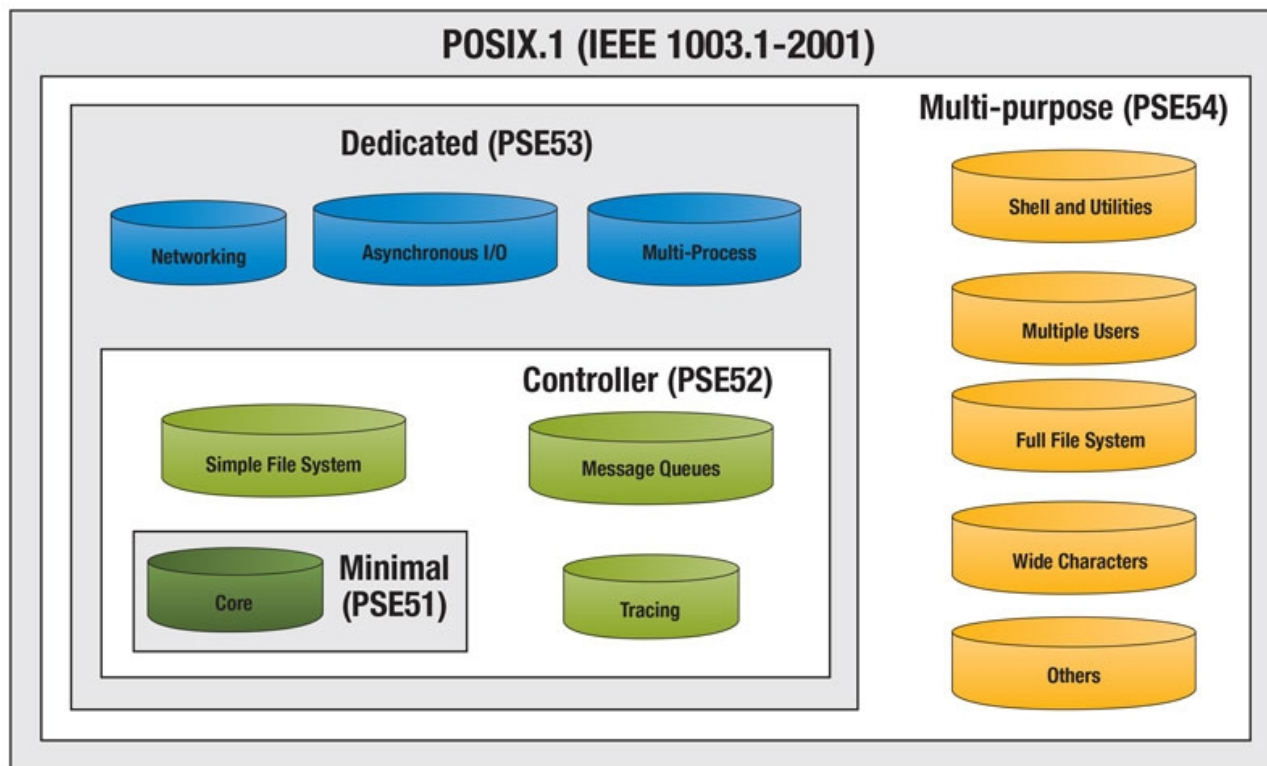 POSIX.1 (IEEE 1003.1-2001)
Multi-purpose (PSE54)
Shell and Utilities
Multiple Users
Full File System
Wide Characters
Others
Dedicated (PSE53)
Networking
Asynchronous I/O
Multi-Process
Controller (PSE52)
Simple File System
Message Queues
Minimal
(PSE51)
Core
Tracing